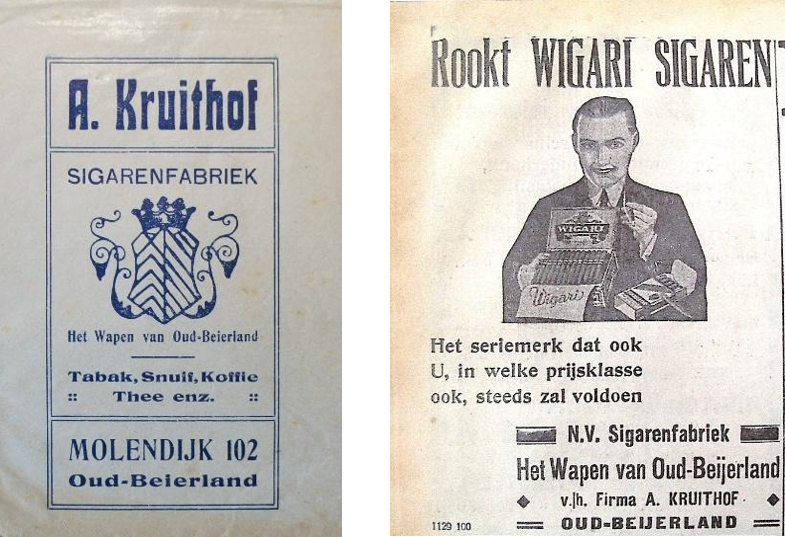 A. Kruithof
SIGARENFABRIEK
Het Wapen van Oud-Beierland
Tabak, Snuif, Koffie
:: Thee enz. ::
MOLENDIJK 102
Oud-Beierland
Rookt WIGARI SIGAREN
WIGARI
Wigari
Het seriemerk dat ook
U, in welke prijsklasse
ook, steeds zal voldoen
N.V. Sigarenfabriek
Het Wapen van Oud-Beijerland
v.|h. Firma A. KRUITHOF
OUD-BEIJERLAND
1129 100